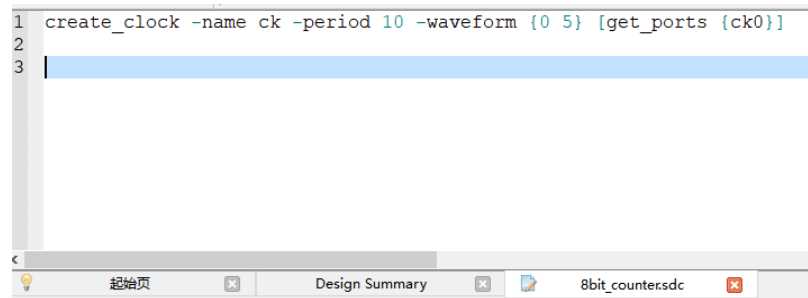 1 create_clock -name ck -period 10 -waveform {0 5} [get_ports {ck0}]
2
3
起始页 Design Summary 8bit_counter.sdc